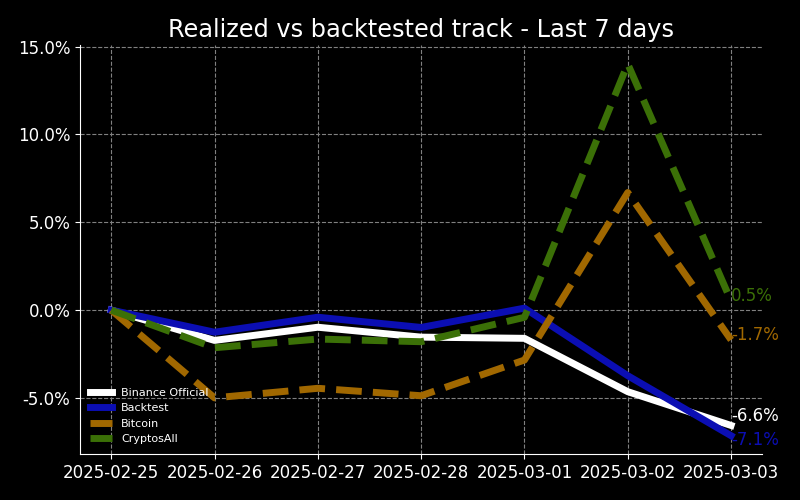 Realized vs backtested track - Last 7 days
15.0%
10.0%
5.0%
0.0%
-5.0%
0.5%
-1.7%
-6.6%
-7.1%
Binance Official
Backtest
Bitcoin
CryptosAll
2025-02-25 2025-02-26 2025-02-27 2025-02-28 2025-03-01 2025-03-02 2025-03-03